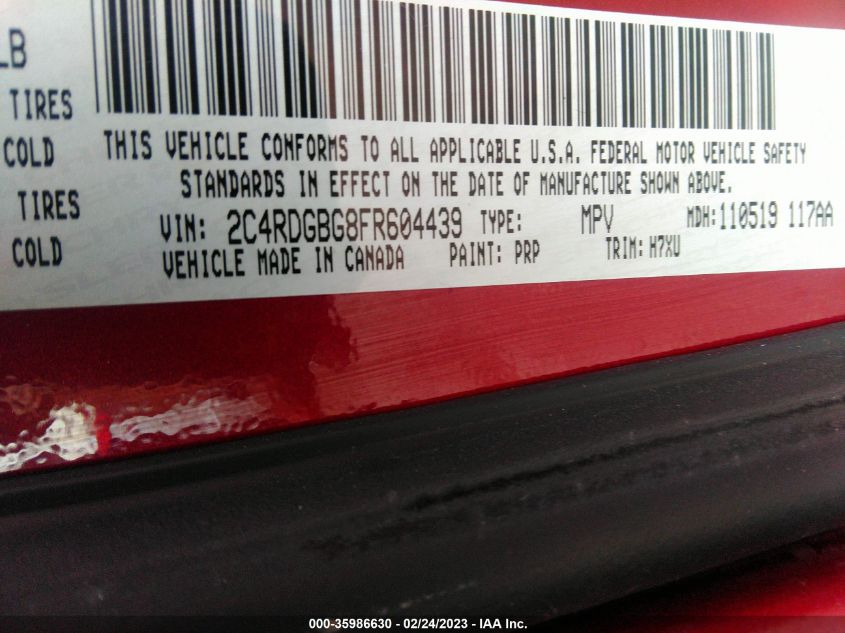 LB
TIRES
COLD
TIRES
COLD
THIS VEHICLE CONFORMS TO ALL APPLICABLE U.S.A. FEDERAL MOTOR VEHICLE SAFETY
STANDARDS IN EFFECT ON THE DATE OF MANUFACTURE SHOWN ABOVE.
VIN: 2C4RDGBG8FR604439 TYPE: MPV MDH: 110519 117AA
VEHICLE MADE IN CANADA PAINT: PRP TRIM: H7XU
000-35986630 - 02/24/2023 - IAA Inc.